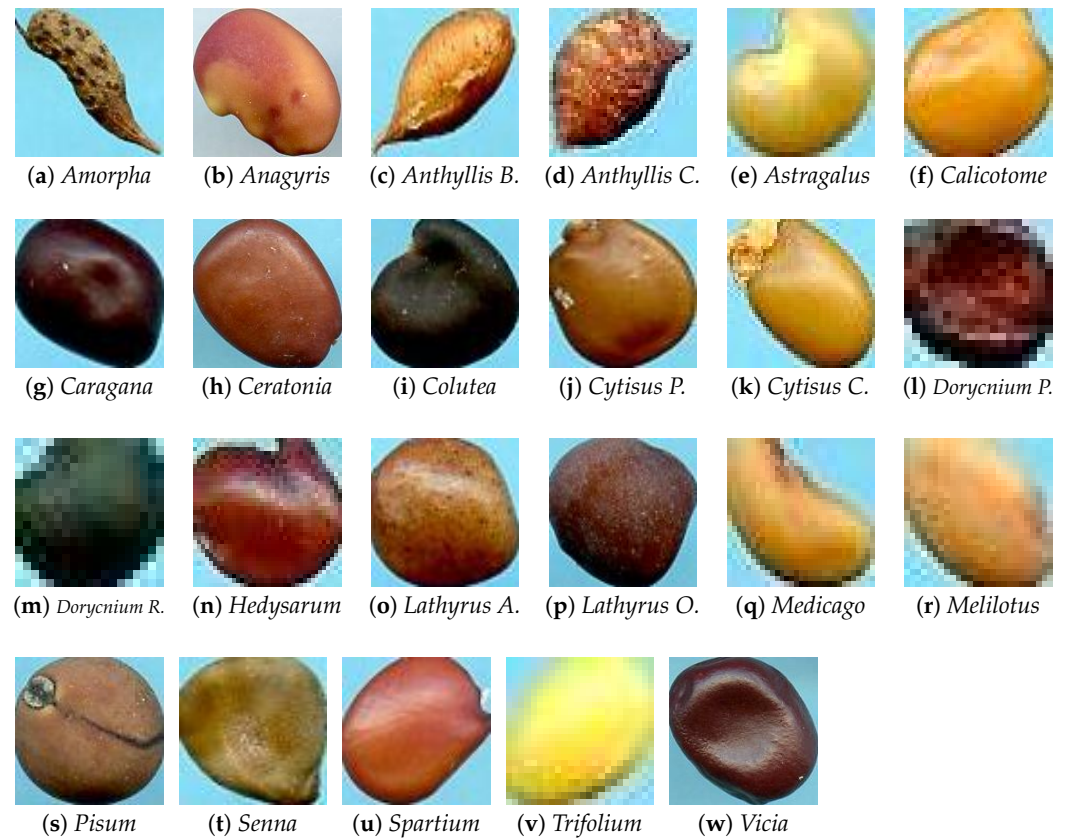 (a) Amorpha (b) Anagyris (c) Anthyllis B. (d) Anthyllis C. (e) Astragalus (f) Calicotome
(g) Caragana (h) Ceratonia (i) Colutea (j) Cytisus P. (k) Cytisus C. (l) Dorycnium P.
(m) Dorycnium R. (n) Hedysarum (o) Lathyrus A. (p) Lathyrus O. (q) Medicago (r) Melilotus
(s) Pisum (t) Senna (u) Spartium (v) Trifolium (w) Vicia